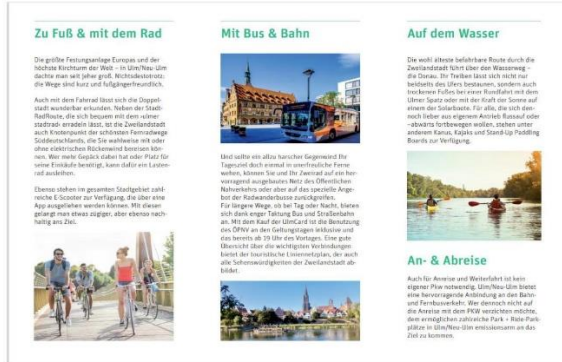 Zu Fuß & mit dem Rad
Die größte Festungsanlage Europas und der
höchste Kirchturm der Welt – in Ulm/Neu-Ulm
dachte man seit jeher groß. Nichtsdestotrotz:
die Wege sind kurz und fußgängerfreundlich.
Auch mit dem Fahrrad lässt sich die Doppel-
stadt wunderbar erkunden. Neben der Stadt-
RadRoute, die sich bequem mit dem »ulmer
stadtrad« erradeln lässt, ist die Zweilandstadt
auch Knotenpunkt der schönsten Fernradwege
Süddeutschlands, die Sie wahlweise mit oder
ohne elektrischen Rückenwind bereisen kön-
nen. Wer mehr Gepäck dabei hat oder Platz für
seine Einkäufe benötigt, kann dafür ein Lasten-
rad ausleihen.
Ebenso stehen im gesamten Stadtgebiet zahl-
reiche E-Scooter zur Verfügung, die über eine
App ausgeliehen werden können. Mit diesen
gelangt man etwas zügiger, aber ebenso nach-
haltig ans Ziel.
Mit Bus & Bahn
Und sollte ein allzu harscher Gegenwind Ihr
Tagesziel doch einmal in unerfreuliche Ferne
wehen, können Sie und Ihr Zweirad auf ein her-
vorragend ausgebautes Netz des Öffentlichen
Nahverkehrs oder aber auf das spezielle Ange-
bot der Radwanderbusse zurückgreifen.
Für längere Wege, ob bei Tag oder Nacht, bieten
sich dank enger Taktung Bus und Straßenbahn
an. Mit dem Kauf der UlmCard ist die Benutzung
des ÖPNV an den Geltungstagen inklusive und
das bereits ab 19 Uhr des Vortages. Eine gute
Übersicht über die wichtigsten Verbindungen
bietet der touristische Liniennetzplan, der auch
alle Sehenswürdigkeiten der Zweilandstadt ab-
bildet.
Auf dem Wasser
Die wohl älteste befahrbare Route durch die
Zweilandstadt führt über den Wasserweg –
die Donau. Ihr Treiben lässt sich nicht nur
beidseits des Ufers bestaunen, sondern auch
trockenen Fußes bei einer Rundfahrt mit dem
Ulmer Spatz oder mit der Kraft der Sonne auf
einem der Solarboote. Für alle, die sich den-
noch lieber aus eigenem Antrieb flussauf oder
-abwärts fortbewegen wollen, stehen unter
anderem Kanus, Kajaks und Stand-Up Paddling
Boards zur Verfügung.
An- & Abreise
Auch für Anreise und Weiterfahrt ist kein
eigener Pkw notwendig. Ulm/Neu-Ulm bietet
eine hervorragende Anbindung an den Bahn-
und Fernbusverkehr. Wer dennoch nicht auf
die Anreise mit dem PKW verzichten möchte,
dem ermöglichen zahlreiche Park + Ride-Park-
plätze in Ulm/Neu-Ulm emissionsarm an das
Ziel zu kommen.